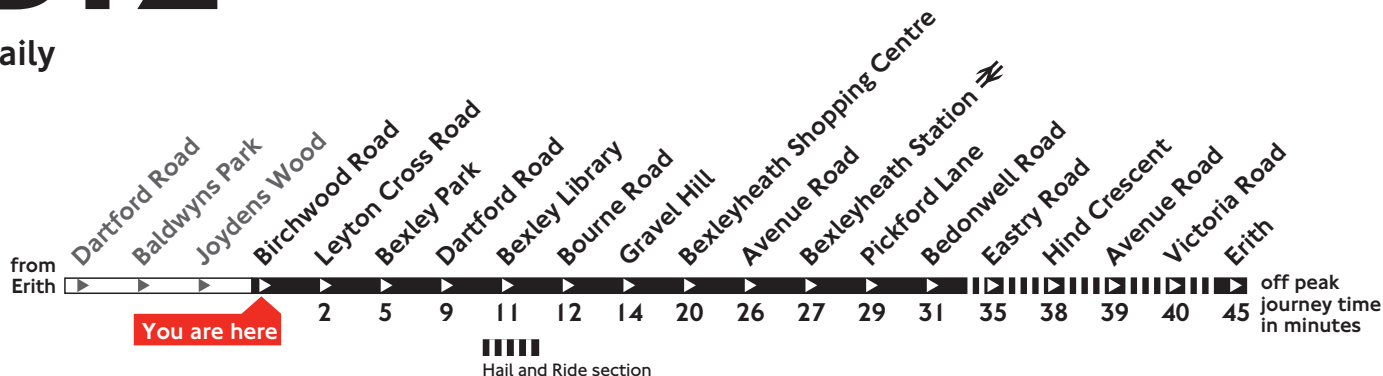 from
Erith
Dartford Road
Baldwyns Park
Joydens Wood
Birchwood Road
Leyton Cross Road
Bexley Park
Dartford Road
Bexley Library
Bourne Road
Gravel Hill
Bexleyheath Shopping Centre
Avenue Road
Bexleyheath Station
Pickford Lane
Bedonwell Road
Eastry Road
Hind Crescent
Avenue Road
Victoria Road
Erith
You are here
2 5 9 11 12 14 20 26 27 29 31 35 38 39 40 45
off peak
journey time
in minutes
Hail and Ride section